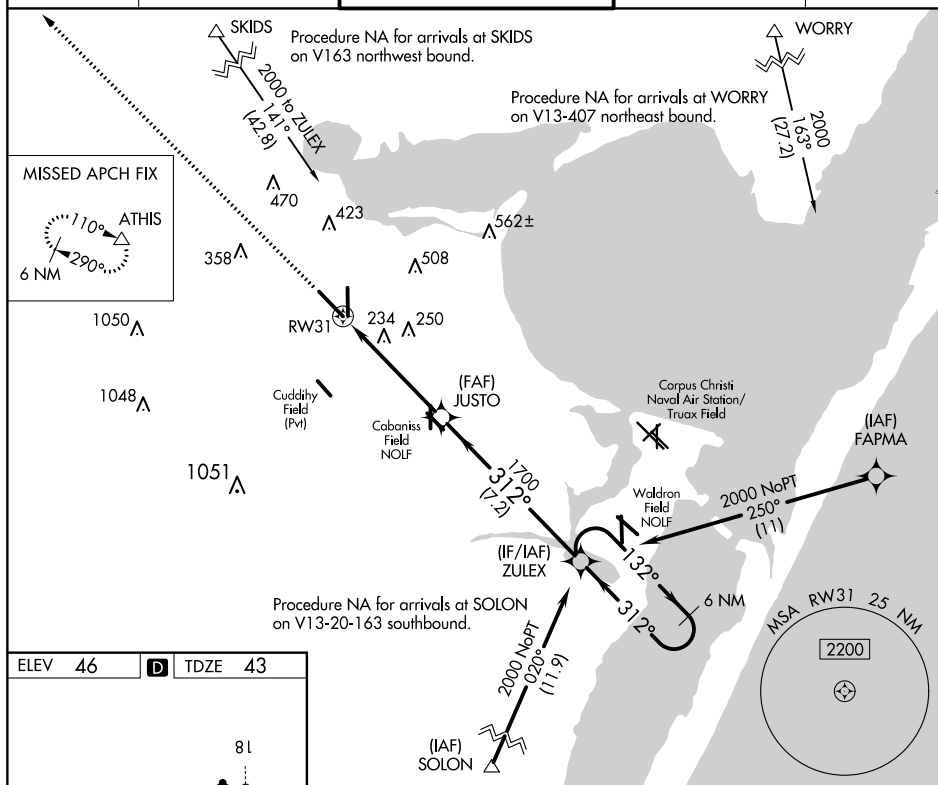 SKIDS
Procedure NA for arrivals at SKIDS
on V163 northwest bound.
WORRY
2000 to ZULEX
141°
(42.8)
Procedure NA for arrivals at WORRY
on V13-407 northeast bound.
2000
163°
(27.2)
MISSED APCH FIX
110°
ATHIS
290°
6 NM
470
423
562±
358
508
1050
RW31
234
250
1048
Cuddihy
Field
(Pvt)
(FAF)
JUSTO
Cabaniss
Field
NOLF
Corpus Christi
Naval Air Station/
Truax Field
(IAF)
FAPMA
1051
1700
312°
(7.2)
2000 NoPT
250°
(11)
Waldron
Field
NOLF
(IF/IAF)
ZULEX
132°
312°
6 NM
Procedure NA for arrivals at SOLON
on V13-20-163 southbound.
2000 NoPT
020°
(11.9)
MSA RW31 25 NM
2200
ELEV 46
D
TDZE 43
18
(IAF)
SOLON